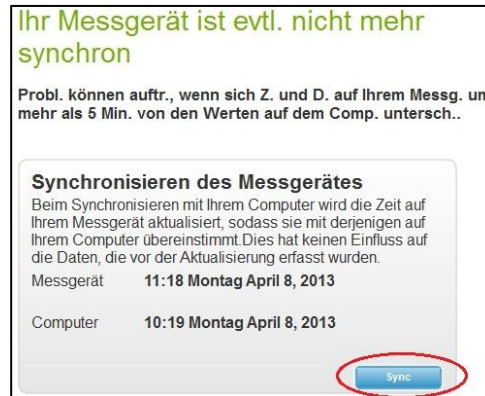 Ihr Messgerät ist evtl. nicht mehr
synchron
Probl. können auftr., wenn sich Z. und D. auf Ihrem Messg. um
mehr als 5 Min. von den Werten auf dem Comp. untersch..
Synchronisieren des Messgerätes
Beim Synchronisieren mit Ihrem Computer wird die Zeit auf
Ihrem Messgerät aktualisiert, sodass sie mit derjenigen auf
Ihrem Computer übereinstimmt.Dies hat keinen Einfluss auf
die Daten, die vor der Aktualisierung erfasst wurden.
Messgerät 11:18 Montag April 8, 2013
Computer 10:19 Montag April 8, 2013
Sync